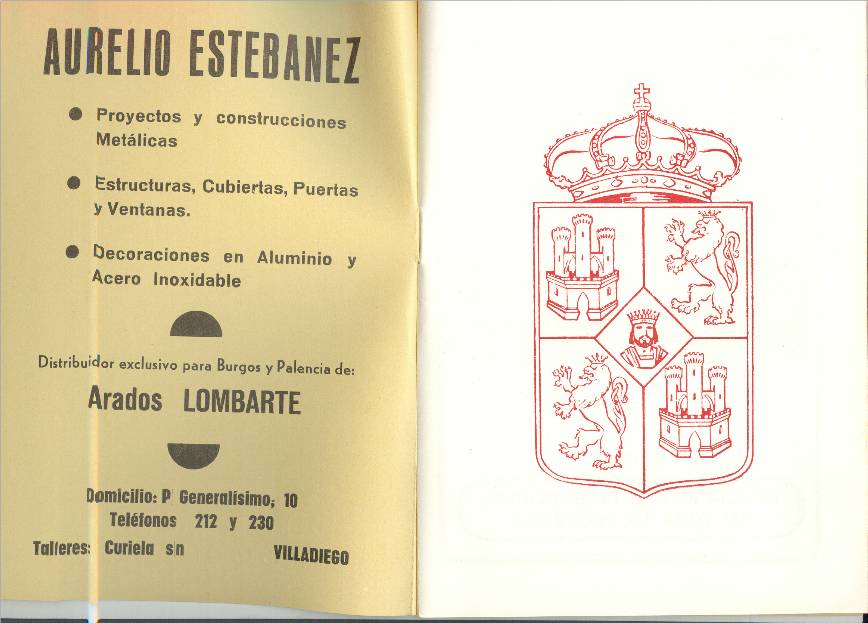 AURELIO ESTEBANEZ
● Proyectos y construcciones
Metálicas
● Estructuras, Cubiertas, Puertas
y Ventanas.
● Decoraciones en Aluminio y
Acero Inoxidable
Distribuidor exclusivo para Burgos y Palencia de:
Arados LOMBARTE
Domicilio: P Generalísimo, 10
Teléfonos 212 y 230
Talleres: Curiela s/n VILLADIEGO